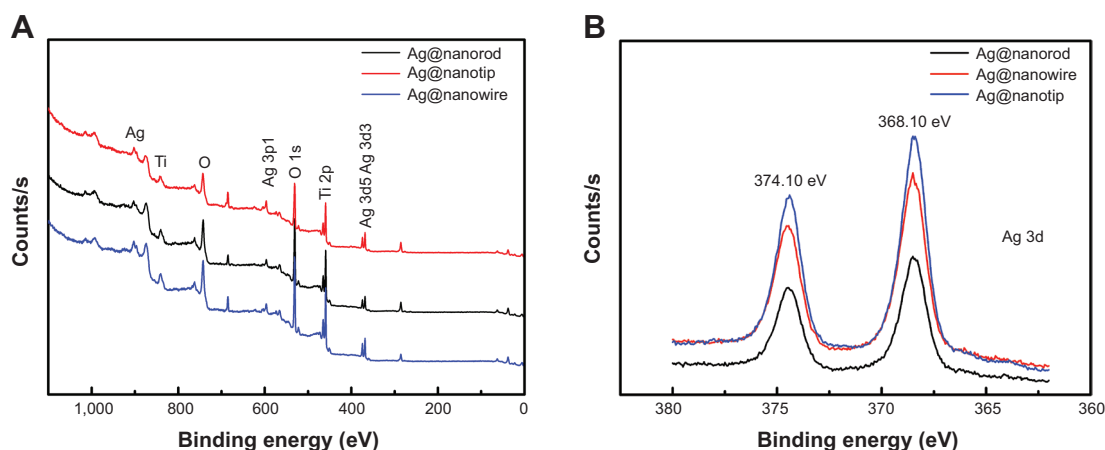 A
Ag@nanorod
Ag@nanotip
Ag@nanowire
Ag
Ti
O
Ag 3p1
O 1s
Ti 2p
Ag 3d5 Ag 3d3
Counts/s
1,000 800 600 400 200 0
Binding energy (eV)
B
Ag@nanorod
Ag@nanowire
Ag@nanotip
368.10 eV
374.10 eV
Ag 3d
Counts/s
380 375 370 365 360
Binding energy (eV)